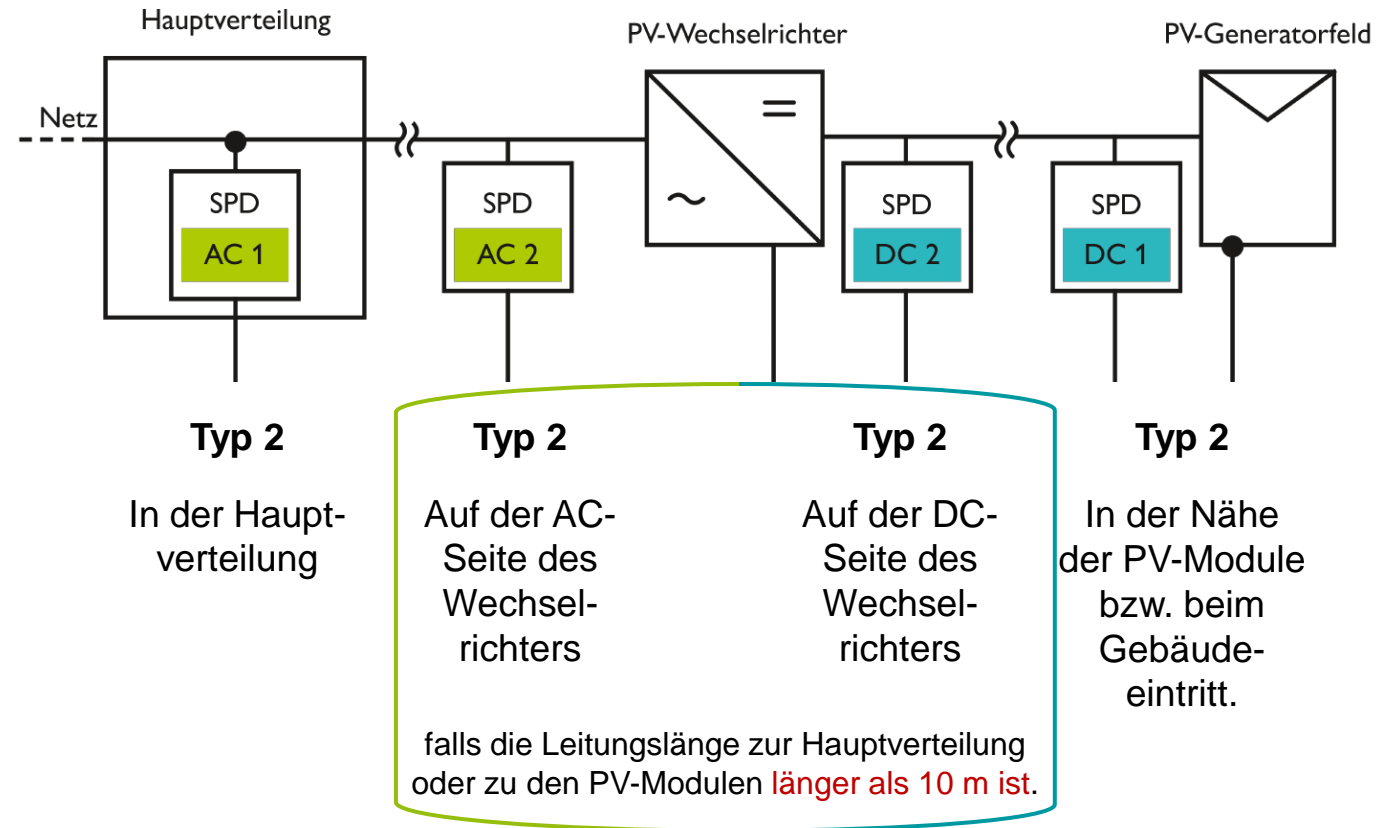 Hauptverteilung
PV-Wechselrichter
PV-Generatorfeld
Netz
SPD
AC 1
SPD
AC 2
SPD
DC 2
SPD
DC 1
Typ 2
In der Haupt-
verteilung
Typ 2
Auf der AC-
Seite des
Wechsel-
richters
Typ 2
Auf der DC-
Seite des
Wechsel-
richters
Typ 2
In der Nähe
der PV-Module
bzw. beim
Gebäude-
eintritt.
falls die Leitungslänge zur Hauptverteilung
oder zu den PV-Modulen länger als 10 m ist.